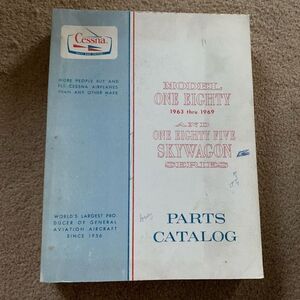 Cessna
MORE PEOPLE BUY AND
FLY CESSNA AIRPLANES
THAN ANY OTHER MAKE
MODEL
ONE EIGHTY
1963 thru 1969
AND
ONE EIGHTY FIVE
SKYWAGON
SERIES
WORLD'S LARGEST PRO
DUCER OF GENERAL
AVIATION AIRCRAFT
SINCE 1956
PARTS
CATALOG